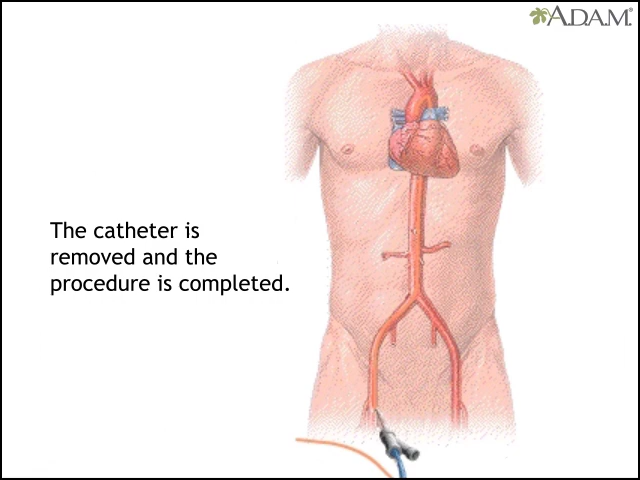 A.D.A.M.®
The catheter is
removed and the
procedure is completed.